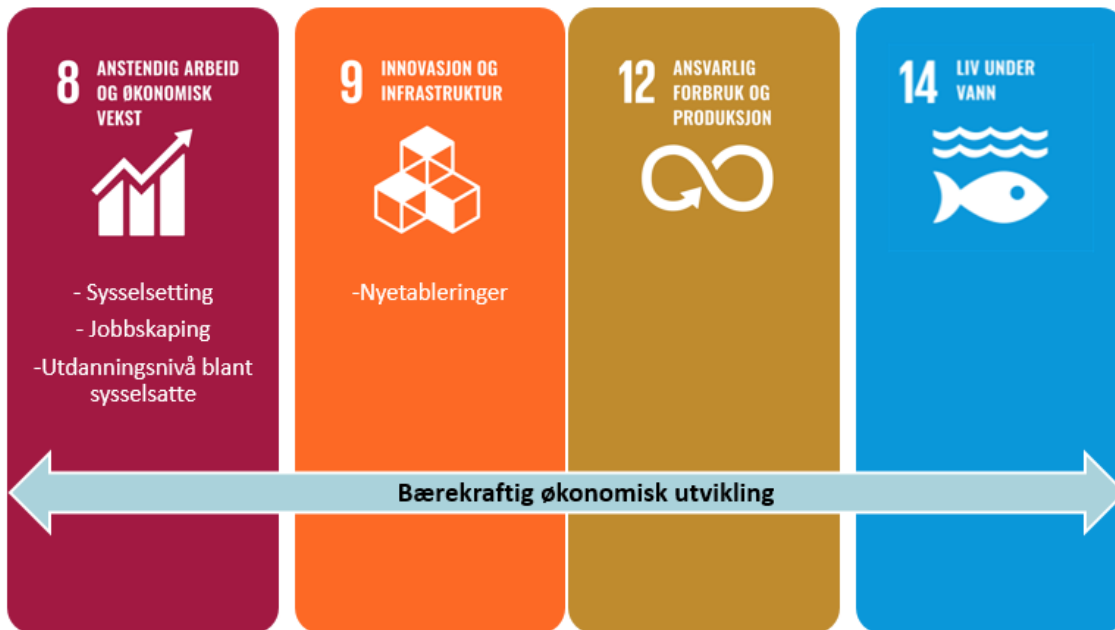 8 ANSTENDIG ARBEID
OG ØKONOMISK
VEKST
- Sysselsetting
- Jobbskaping
-Utdanningsnivå blant
sysselsatte
9 INNOVASJON OG
INFRASTRUKTUR
-Nyetableringer
12 ANSVARLIG
FORBRUK OG
PRODUKSJON
14 LIV UNDER
VANN
Bærekraftig økonomisk utvikling